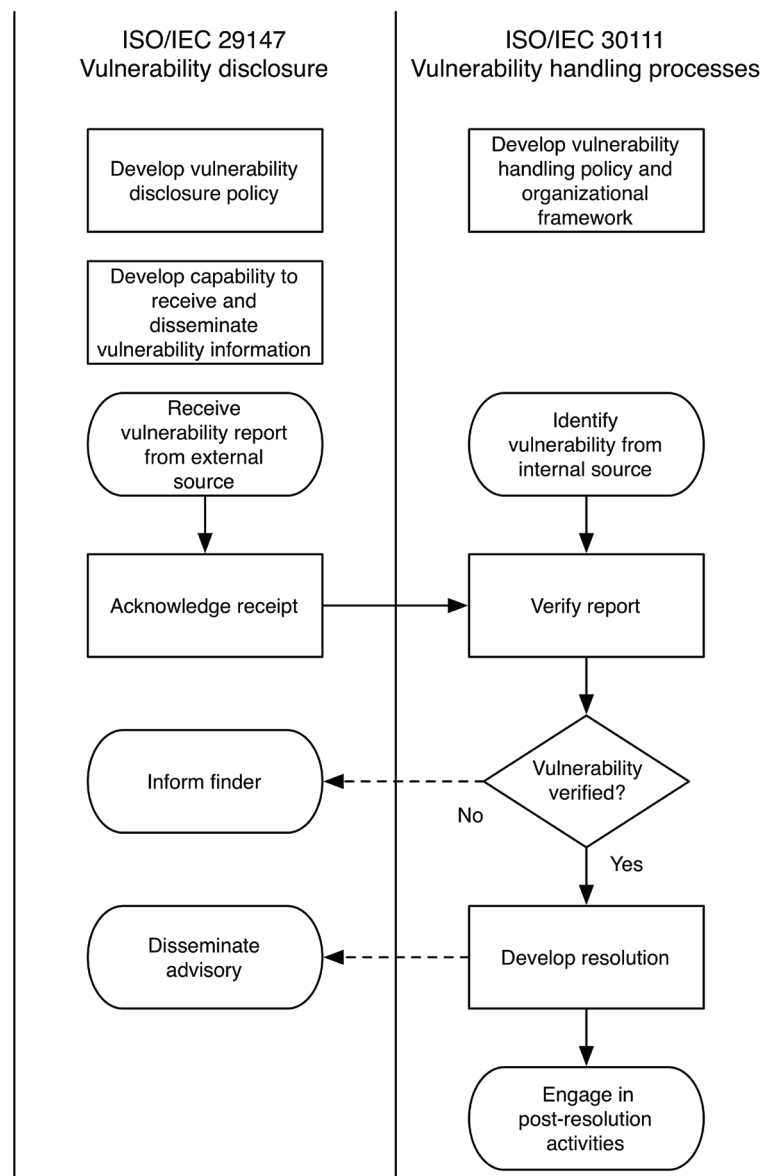 ISO/IEC 29147
Vulnerability disclosure
ISO/IEC 30111
Vulnerability handling processes
Develop vulnerability
disclosure policy
Develop vulnerability
handling policy and
organizational
framework
Develop capability to
receive and
disseminate
vulnerability information
Receive
vulnerability report
from external
source
Identify
vulnerability from
internal source
Acknowledge receipt
Verify report
Inform finder
Vulnerability
verified?
No
Yes
Disseminate
advisory
Develop resolution
Engage in
post-resolution
activities